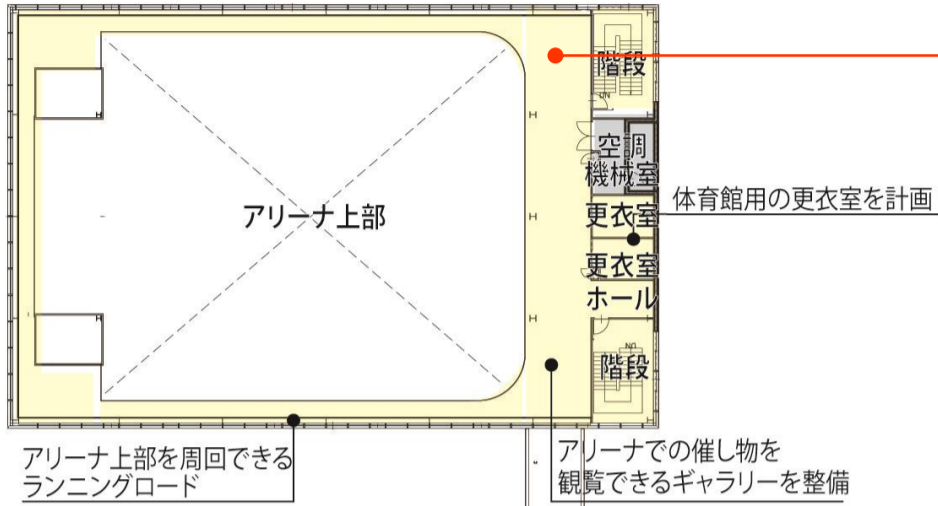 階段
DN
空調
機械室
アリーナ上部
更衣室
体育館用の更衣室を計画
更衣室
ホール
DN
階段
アリーナ上部を周回できる
ランニングロード
アリーナでの催し物を
観覧できるギャラリーを整備